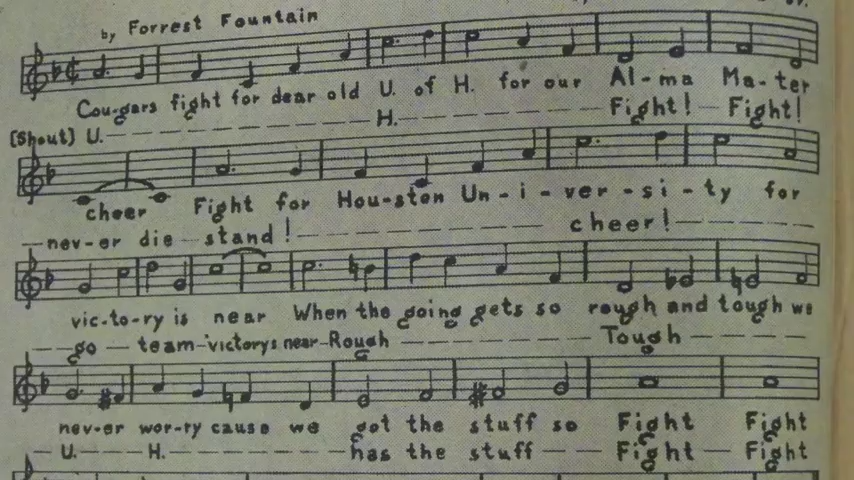 by Forrest Fountain
Cou-gars fight for dear old U. of H. for our Al-ma Ma-ter
(Shout) U. H. Fight! Fight!
cheer Fight for Hou-ston Un-i-ver-si-ty for
nev-er die stand! cheer!
vic-to-ry is near When the going gets so rough and tough we
go team-victorys near-Rough Tough
nev-er wor-ry cause we got the stuff so Fight Fight
U. H. has the stuff Fight Fight